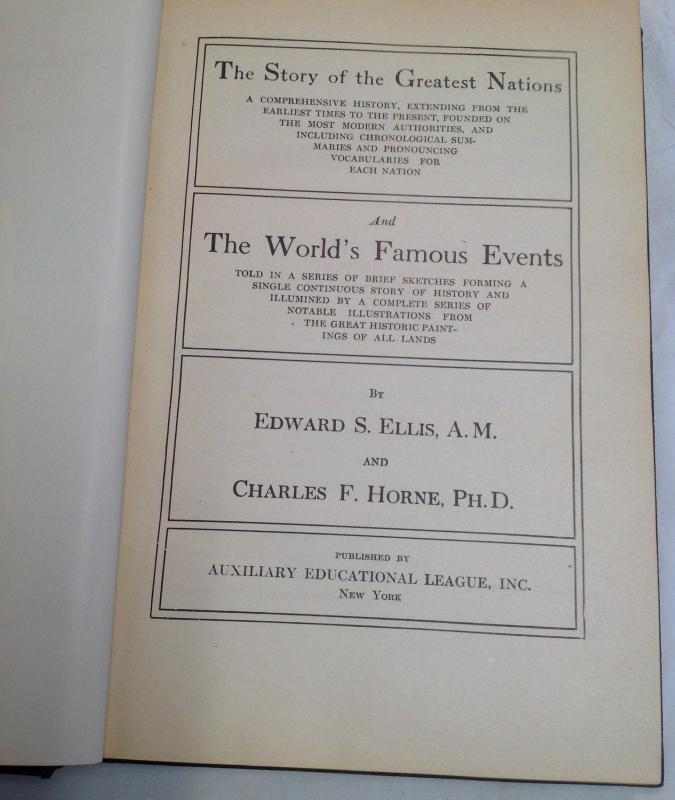 The Story of the Greatest Nations
A COMPREHENSIVE HISTORY, EXTENDING FROM THE
EARLIEST TIMES TO THE PRESENT, FOUNDED ON
THE MOST MODERN AUTHORITIES, AND
INCLUDING CHRONOLOGICAL SUM-
MARIES AND PRONOUNCING
VOCABULARIES FOR
EACH NATION
And
The World's Famous Events
TOLD IN A SERIES OF BRIEF SKETCHES FORMING A
SINGLE CONTINUOUS STORY OF HISTORY AND
ILLUMINED BY A COMPLETE SERIES OF
NOTABLE ILLUSTRATIONS FROM
THE GREAT HISTORIC PAINT-
INGS OF ALL LANDS
BY
EDWARD S. ELLIS, A.M.
AND
CHARLES F. HORNE, PH.D.
PUBLISHED BY
AUXILIARY EDUCATIONAL LEAGUE, INC.
NEW YORK